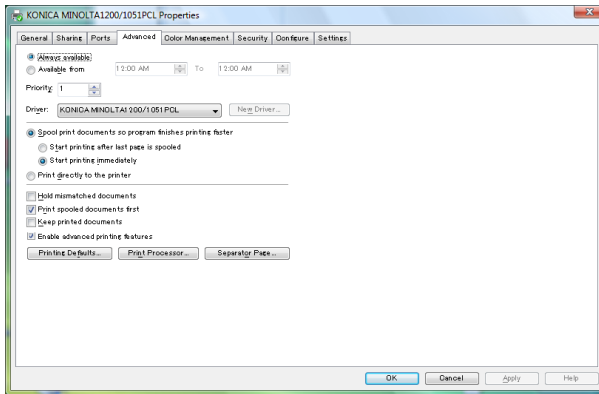 KONICA MINOLTA1200/1051PCL Properties
General Sharing Ports Advanced Color Management Security Configure Settings
Always available
Available from 12:00 AM To 12:00 AM
Priority: 1
Driver: KONICA MINOLTA1200/1051PCL New Driver...
Spool print documents so program finishes printing faster
Start printing after last page is spooled
Start printing immediately
Print directly to the printer
Hold mismatched documents
Print spooled documents first
Keep printed documents
Enable advanced printing features
Printing Defaults... Print Processor... Separator Page...
OK Cancel Apply Help